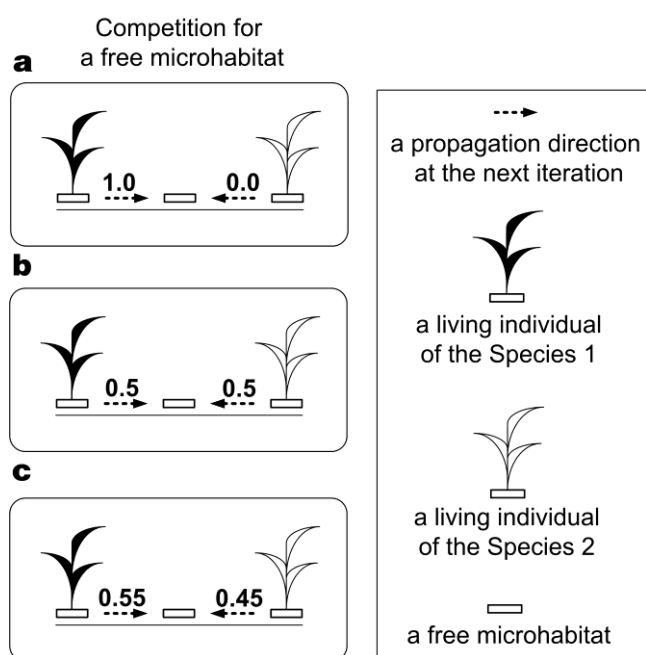 Competition for
a free microhabitat
a
1.0
0.0
b
0.5
0.5
c
0.55
0.45
a propagation direction
at the next iteration
a living individual
of the Species 1
a living individual
of the Species 2
a free microhabitat